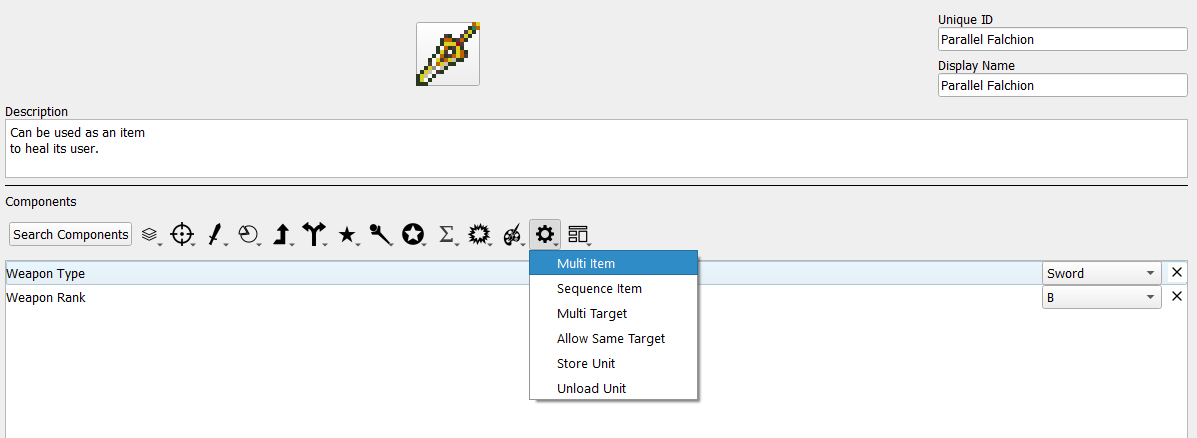 Unique ID
Parallel Falchion
Display Name
Parallel Falchion
Description
Can be used as an item
to heal its user.
Components
Search Components
Multi Item
Sequence Item
Multi Target
Allow Same Target
Store Unit
Unload Unit
Weapon Type Sword
Weapon Rank B